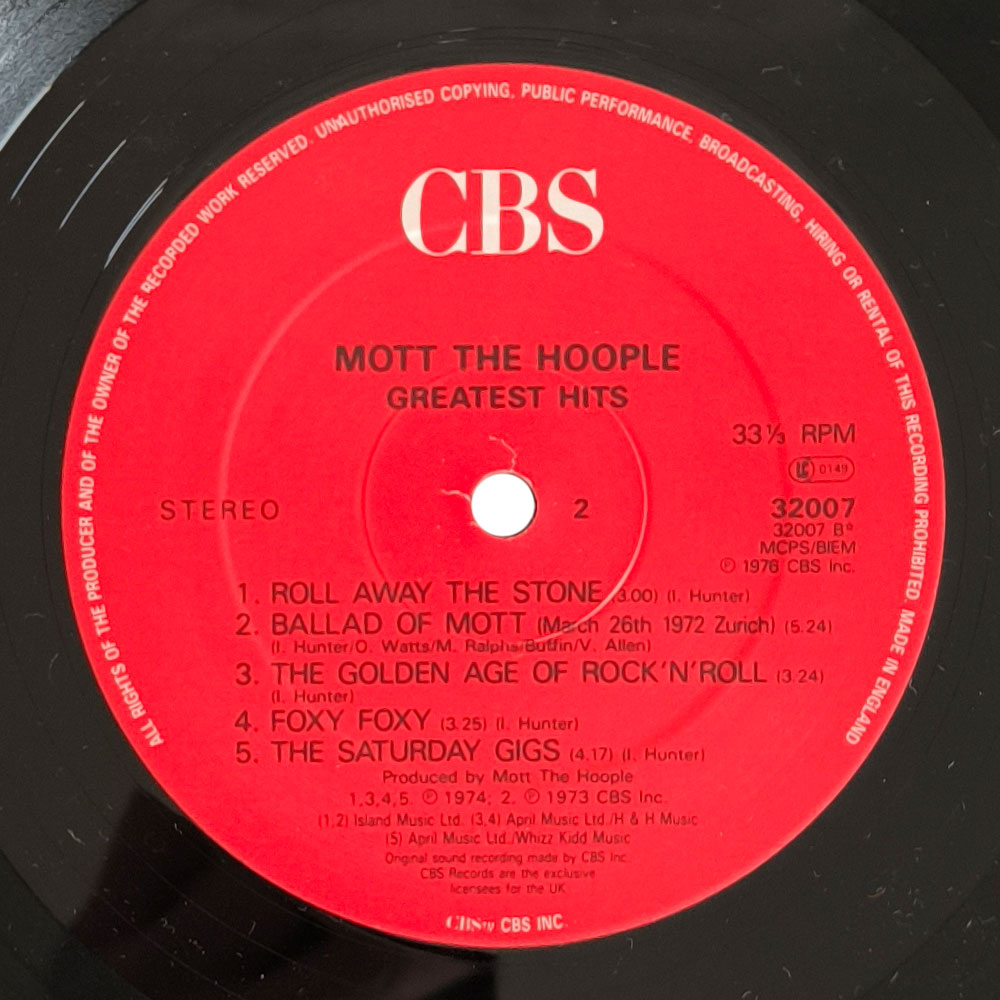 ALL RIGHTS OF THE PRODUCER AND OF THE OWNER OF THE RECORDED WORK RESERVED. UNAUTHORISED COPYING, PUBLIC PERFORMANCE, BROADCASTING, HIRING OR RENTAL OF THIS RECORDING PROHIBITED. MADE IN ENGLAND
CBS
MOTT THE HOOPLE
GREATEST HITS
33⅓ RPM
LC 0149
STEREO 2 32007
32007 B°
MCPS/BIEM
℗ 1976 CBS Inc.
1. ROLL AWAY THE STONE (3.00) (I. Hunter)
2. BALLAD OF MOTT (March 26th 1972 Zurich) (5.24)
(I. Hunter/O. Watts/M. Ralphs/Buffin/V. Allen)
3. THE GOLDEN AGE OF ROCK'N'ROLL (3.24)
(I. Hunter)
4. FOXY FOXY (3.25) (I. Hunter)
5. THE SATURDAY GIGS (4.17) (I. Hunter)
Produced by Mott The Hoople
1,3,4,5. ℗ 1974; 2. ℗ 1973 CBS Inc.
(1,2) Island Music Ltd. (3,4) April Music Ltd./H & H Music
(5) April Music Ltd./Whizz Kidd Music
Original sound recording made by CBS Inc.
CBS Records are the exclusive
licensees for the UK
CBS CBS INC.